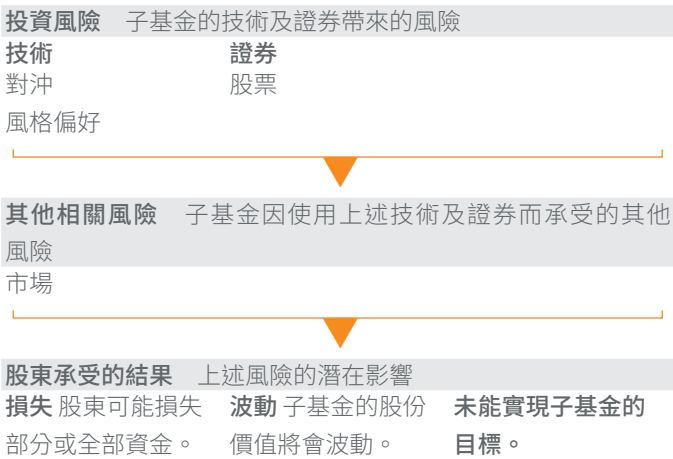 投資風險 子基金的技術及證券帶來的風險
技術 證券
對沖 股票
風格偏好
其他相關風險 子基金因使用上述技術及證券而承受的其他
風險
市場
股東承受的結果 上述風險的潛在影響
損失 股東可能損失 波動 子基金的股份 未能實現子基金的
部分或全部資金。 價值將會波動。 目標。